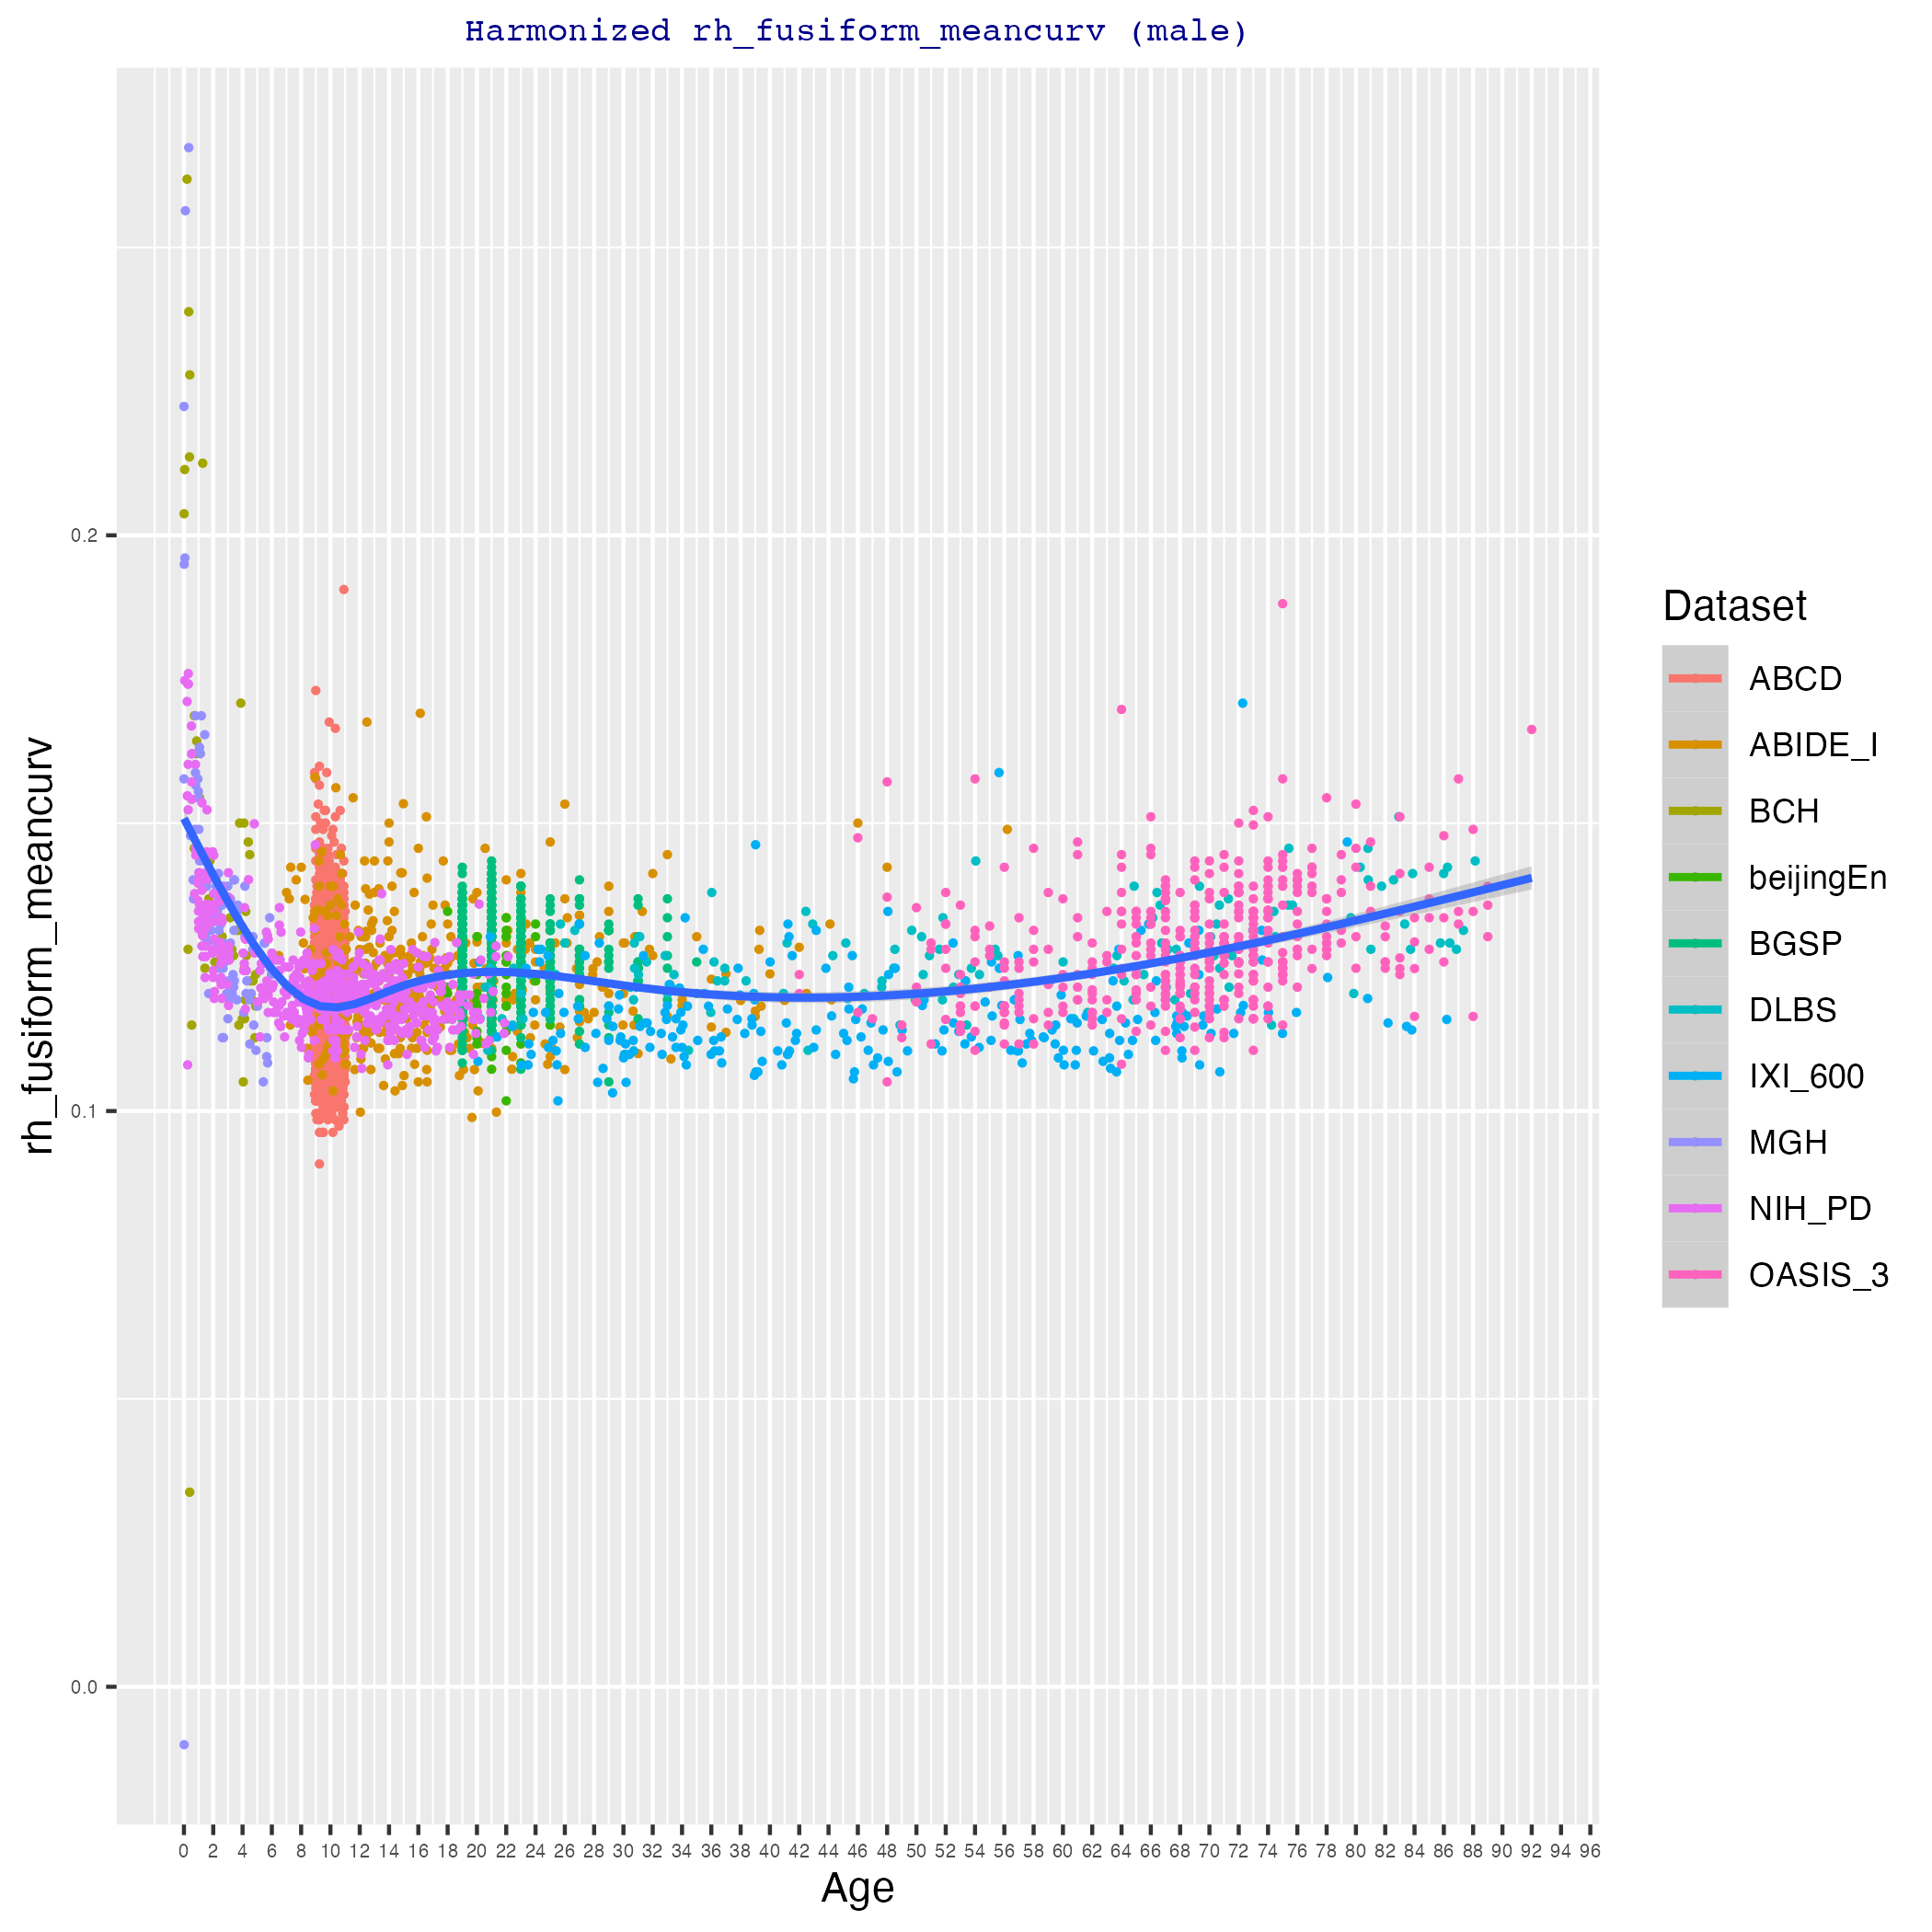 Harmonized rh_fusiform_meancurv (male)
rh_fusiform_meancurv
0.2
0.1
0.0
0 2 4 6 8 10 12 14 16 18 20 22 24 26 28 30 32 34 36 38 40 42 44 46 48 50 52 54 56 58 60 62 64 66 68 70 72 74 76 78 80 82 84 86 88 90 92 94 96
Age
Dataset
ABCD
ABIDE_I
BCH
beijingEn
BGSP
DLBS
IXI_600
MGH
NIH_PD
OASIS_3